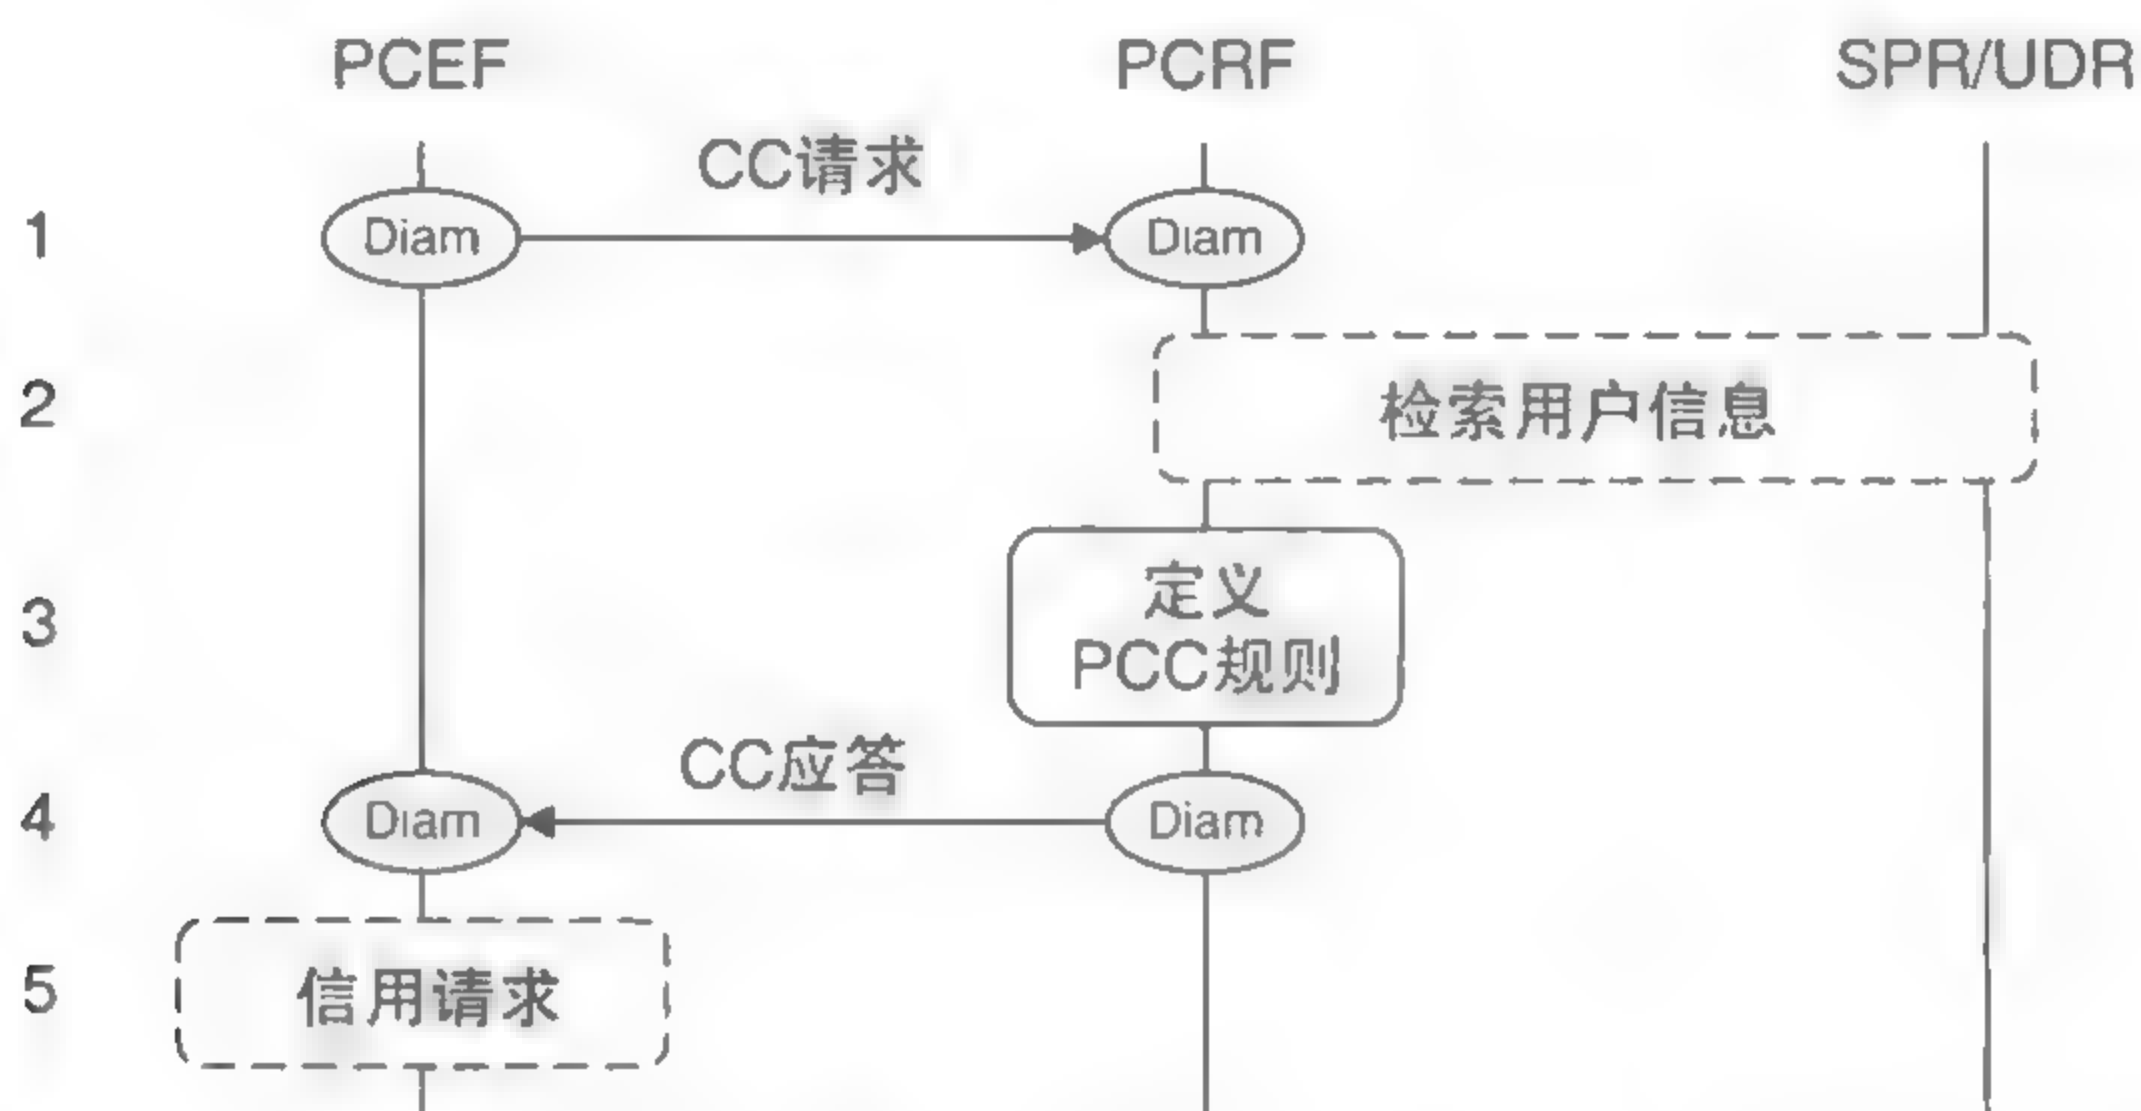 PCEF
PCRF
SPR/UDR
CC请求
1
Diam
Diam
2
检索用户信息
3
定义
PCC规则
CC应答
4
Diam
Diam
5
信用请求